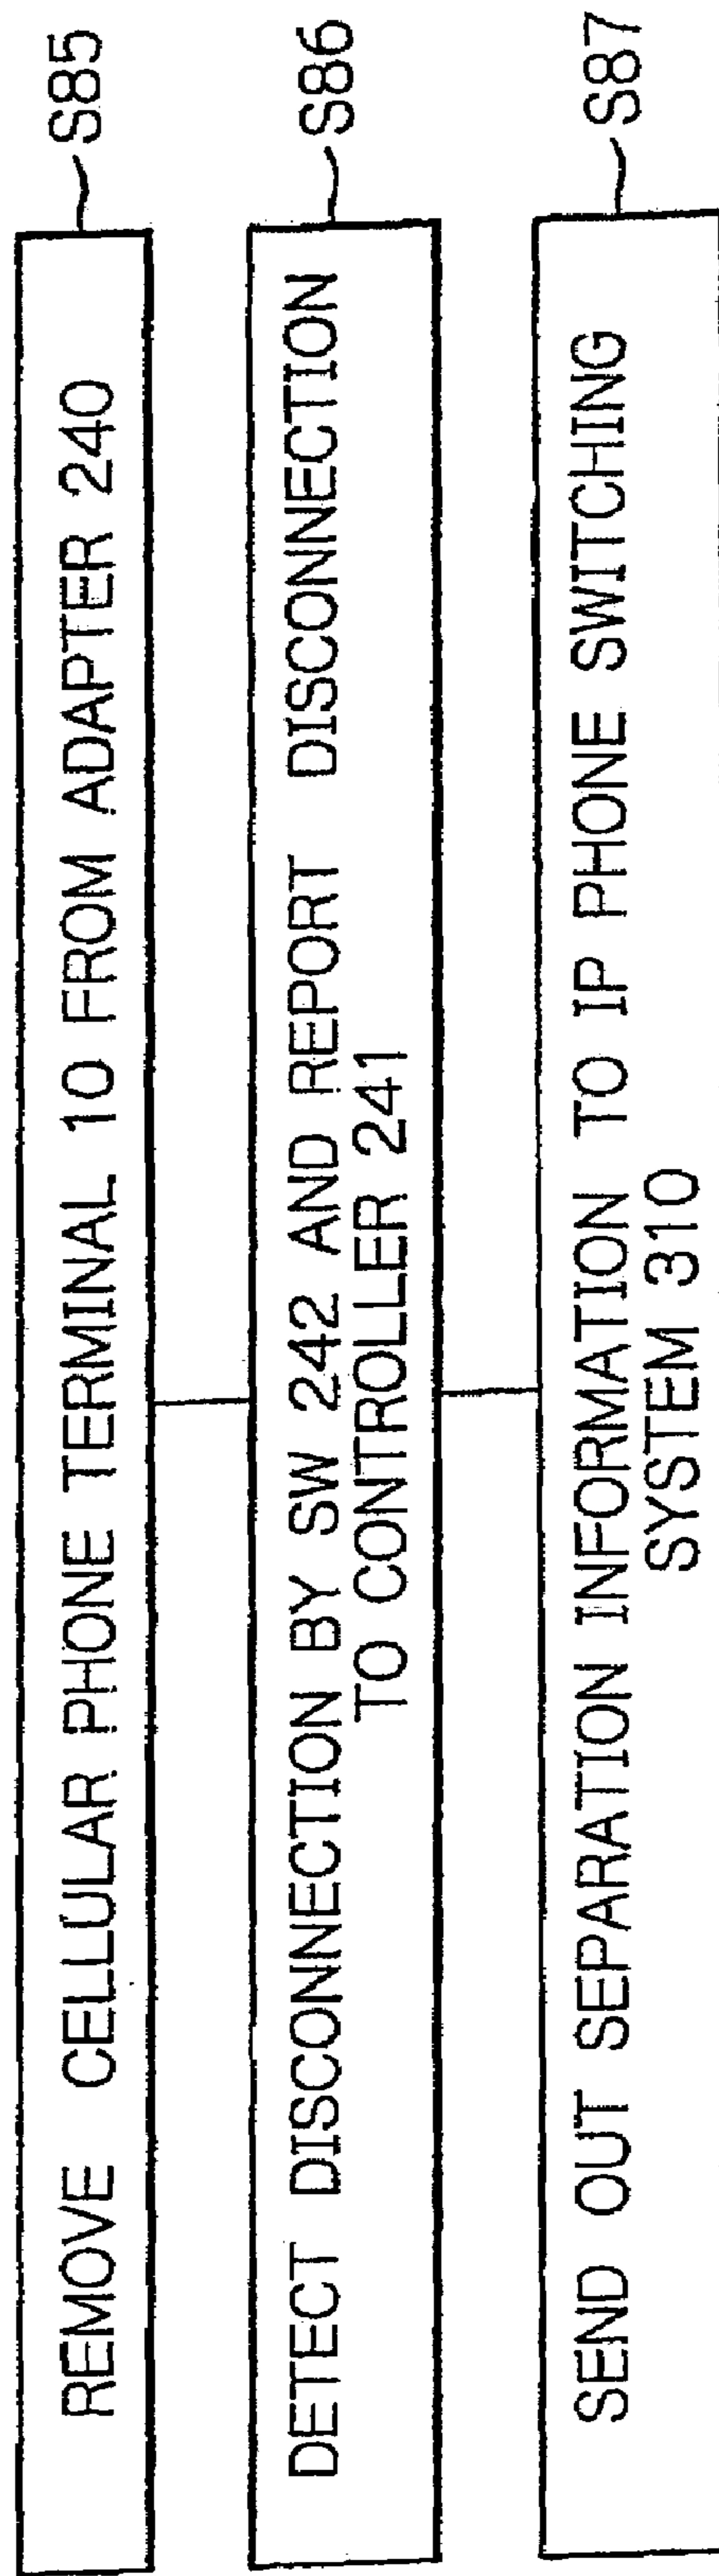 REMOVE CELLULAR PHONE TERMINAL 10 FROM ADAPTER 240
S85
DETECT DISCONNECTION BY SW 242 AND REPORT DISCONNECTION
TO CONTROLLER 241
S86
SEND OUT SEPARATION INFORMATION TO IP PHONE SWITCHING
SYSTEM 310
S87